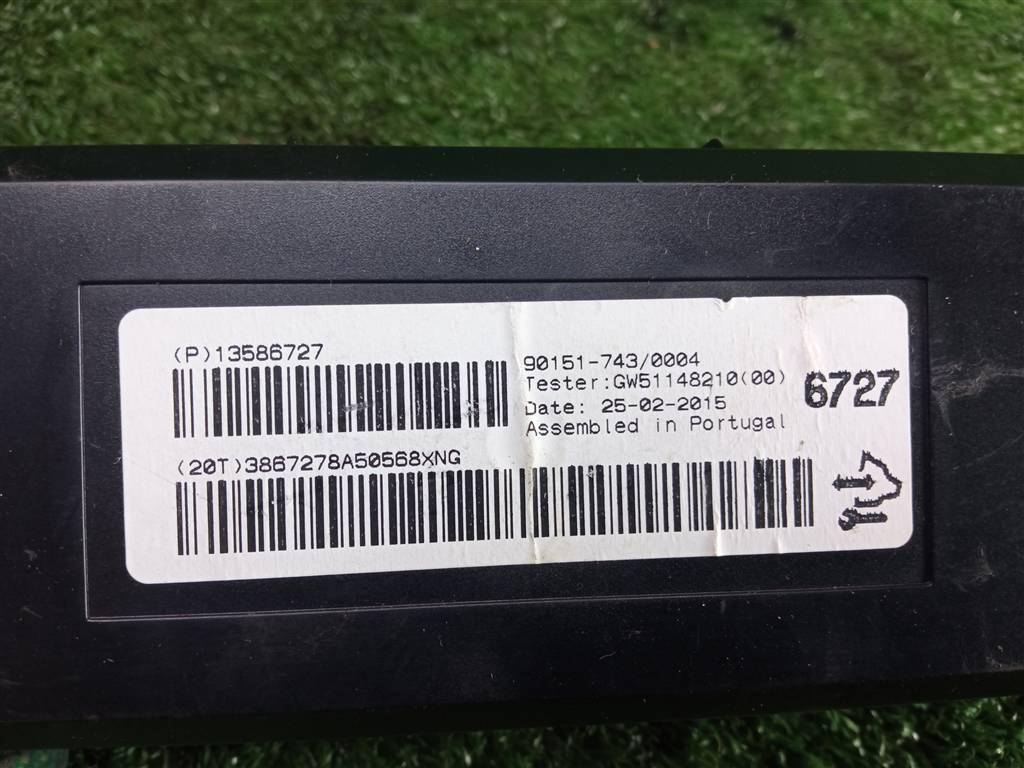 (P)13586727
90151-743/0004
Tester:GW51148210(00)
Date: 25-02-2015
Assembled in Portugal
6727
(20T)3867278A50568XNG